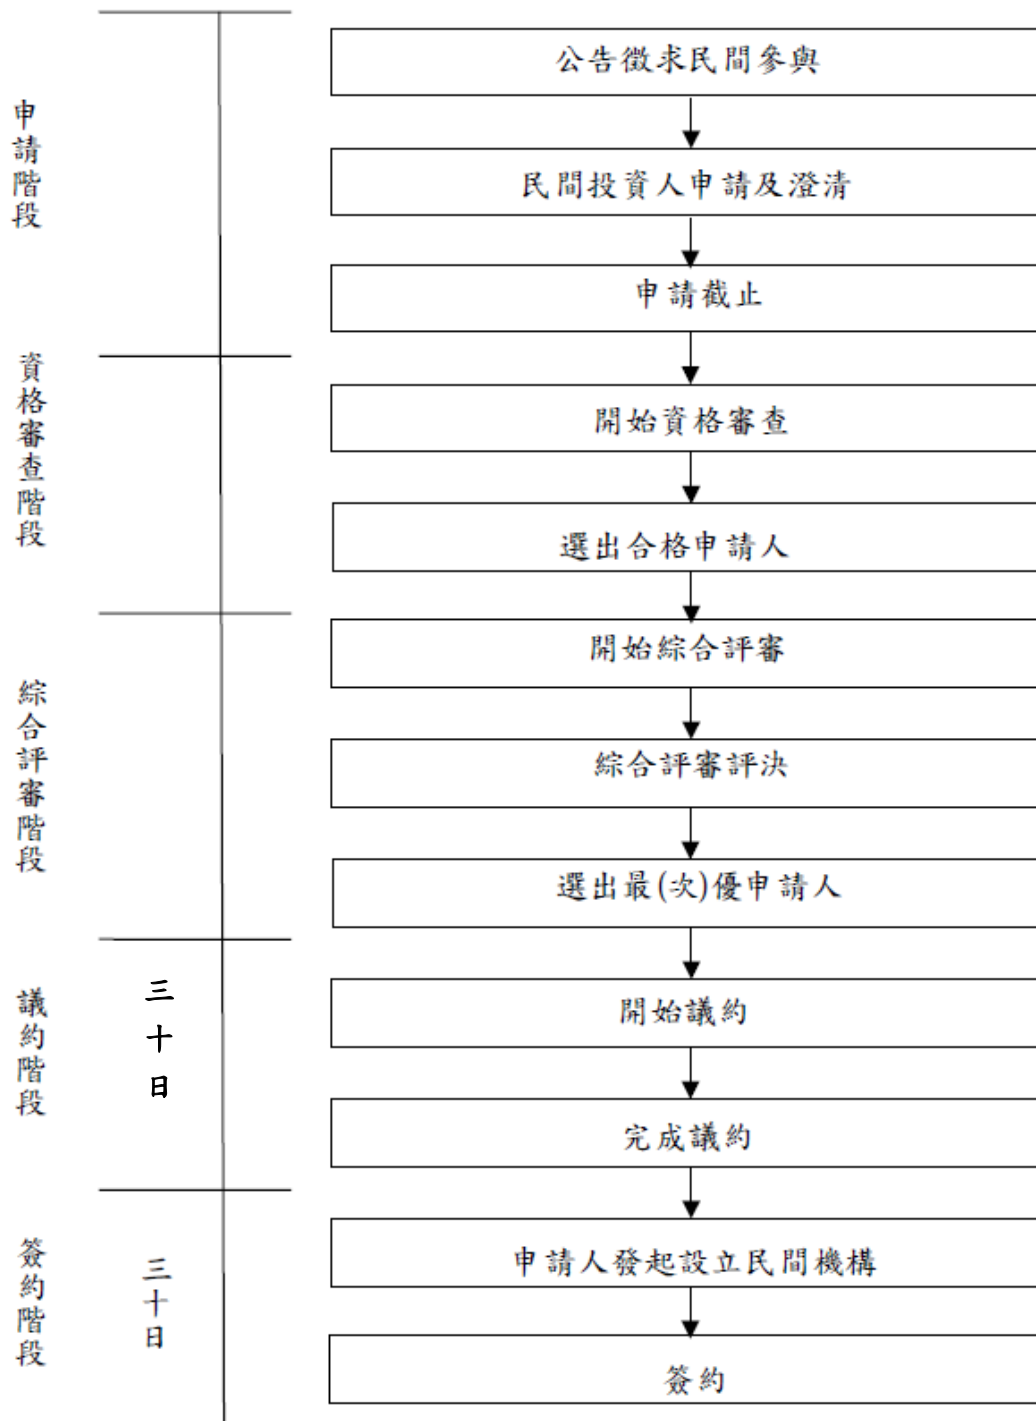 申請階段
公告徵求民間參與
民間投資人申請及澄清
申請截止
資格審查階段
開始資格審查
選出合格申請人
綜合評審階段
開始綜合評審
綜合評審評決
選出最(次)優申請人
議約階段
三十日
開始議約
完成議約
簽約階段
三十日
申請人發起設立民間機構
簽約